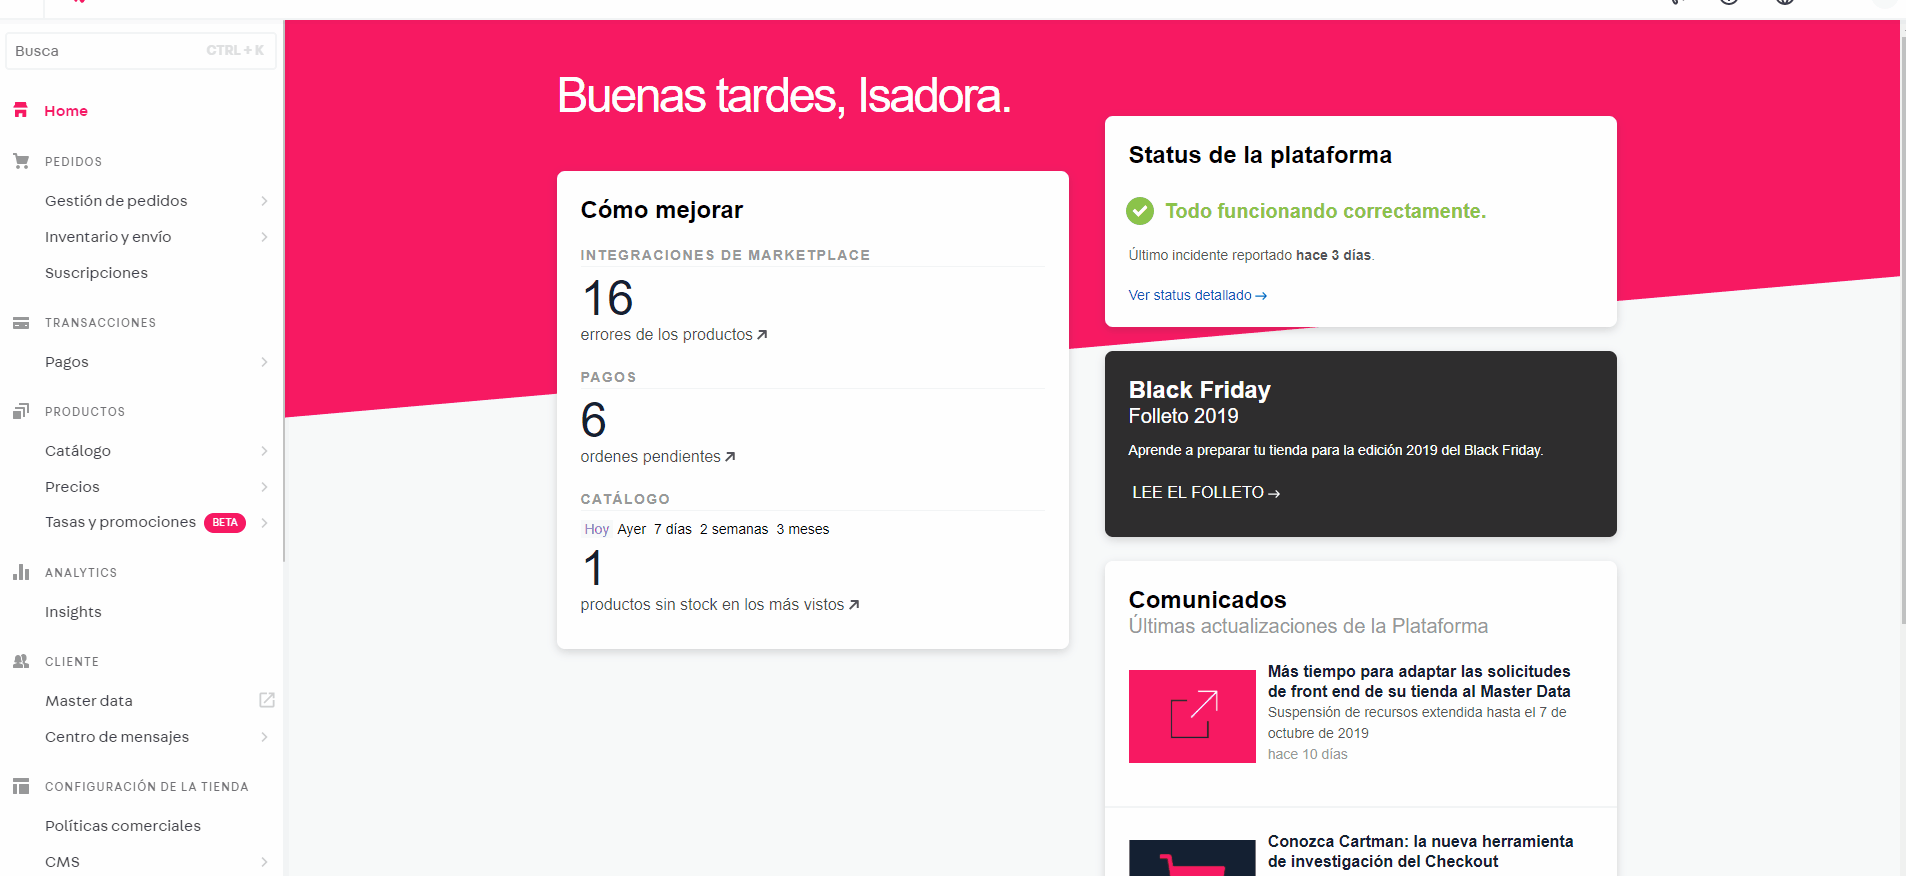 Busca CTRL + K
Home
PEDIDOS
Gestión de pedidos
Inventario y envío
Suscripciones
TRANSACCIONES
Pagos
PRODUCTOS
Catálogo
Precios
Tasas y promociones BETA
ANALYTICS
Insights
CLIENTE
Master data
Centro de mensajes
CONFIGURACIÓN DE LA TIENDA
Políticas comerciales
CMS
Buenas tardes, Isadora.
Cómo mejorar
INTEGRACIONES DE MARKETPLACE
16
errores de los productos
PAGOS
6
ordenes pendientes
CATÁLOGO
Hoy Ayer 7 días 2 semanas 3 meses
1
productos sin stock en los más vistos
Status de la plataforma
Todo funcionando correctamente.
Último incidente reportado hace 3 días.
Ver status detallado →
Black Friday
Folleto 2019
Aprende a preparar tu tienda para la edición 2019 del Black Friday.
LEE EL FOLLETO →
Comunicados
Últimas actualizaciones de la Plataforma
Más tiempo para adaptar las solicitudes
de front end de su tienda al Master Data
Suspensión de recursos extendida hasta el 7 de
octubre de 2019
hace 10 días
Conozca Cartman: la nueva herramienta
de investigación del Checkout